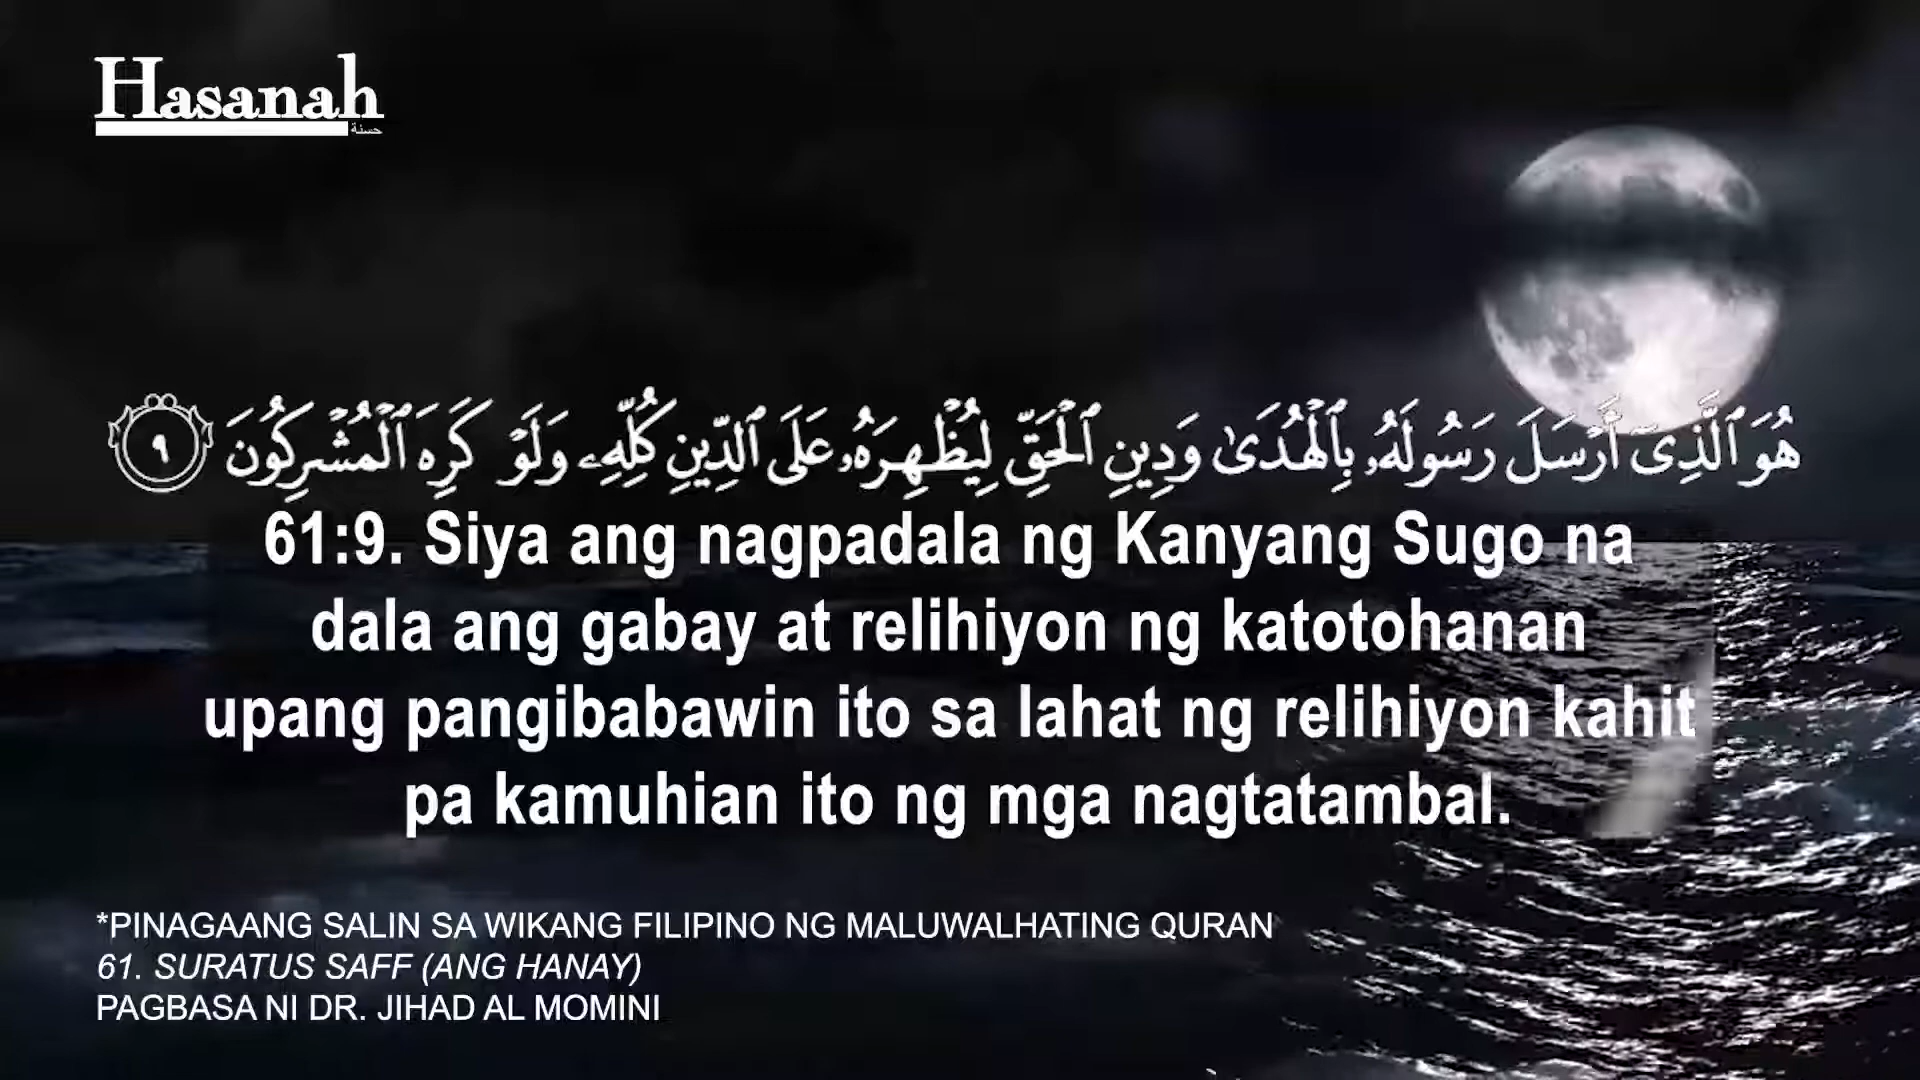 Hasanah
حسنة
هُوَ ٱلَّذِىٓ أَرْسَلَ رَسُولَهُۥ بِٱلْهُدَىٰ وَدِينِ ٱلْحَقِّ لِيُظْهِرَهُۥ عَلَى ٱلدِّينِ كُلِّهِۦ وَلَوْ كَرِهَ ٱلْمُشْرِكُونَ ٩
61:9. Siya ang nagpadala ng Kanyang Sugo na
dala ang gabay at relihiyon ng katotohanan
upang pangibabawin ito sa lahat ng relihiyon kahit
pa kamuhian ito ng mga nagtatambal.
*PINAGAANG SALIN SA WIKANG FILIPINO NG MALUWALHATING QURAN
61. SURATUS SAFF (ANG HANAY)
PAGBASA NI DR. JIHAD AL MOMINI